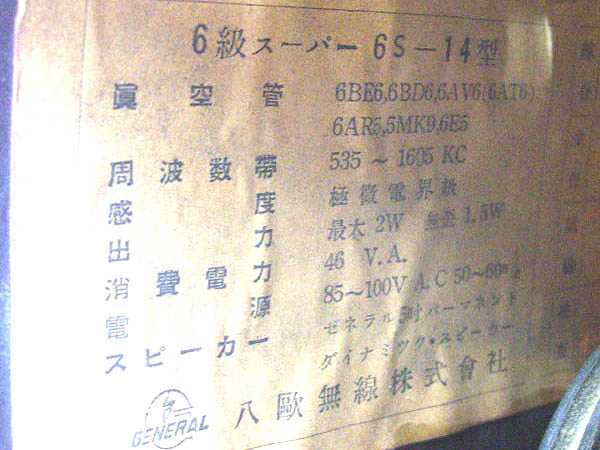 6級スーパー 6S-14型
眞空管 6BE6,6BD6,6AV6(6AT6)
6AR5,5MK9,6E5
周波数帯 535～1605 KC
感度 極微電界級
出力 最大 2W 無歪 1.5W
消費電力 46 V.A.
電源 85～100V A.C 50～60
スピーカー ゼネラル5吋パーマネント
ダイナミツク・スピーカー
GENERAL 八歐無線株式會社